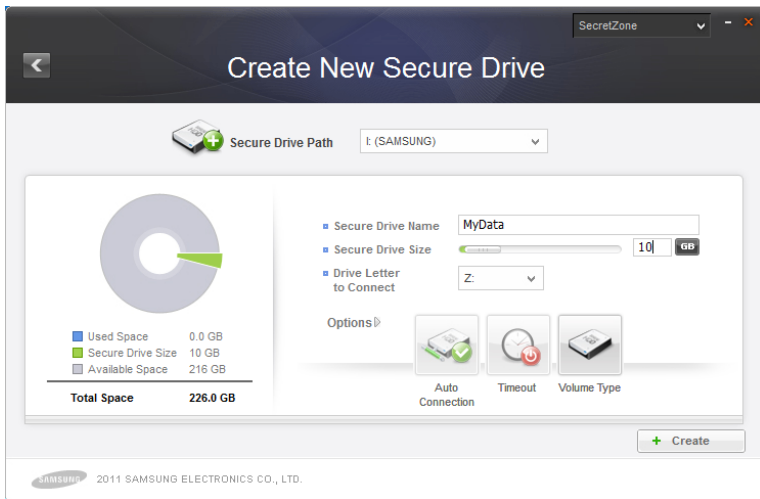 SecretZone
Create New Secure Drive
Secure Drive Path I: (SAMSUNG)
Secure Drive Name MyData
Secure Drive Size 10 GB
Drive Letter
to Connect Z:
Options
Used Space 0.0 GB
Secure Drive Size 10 GB
Available Space 216 GB
Total Space 226.0 GB
Auto
Connection
Timeout
Volume Type
+ Create
SAMSUNG 2011 SAMSUNG ELECTRONICS CO., LTD.